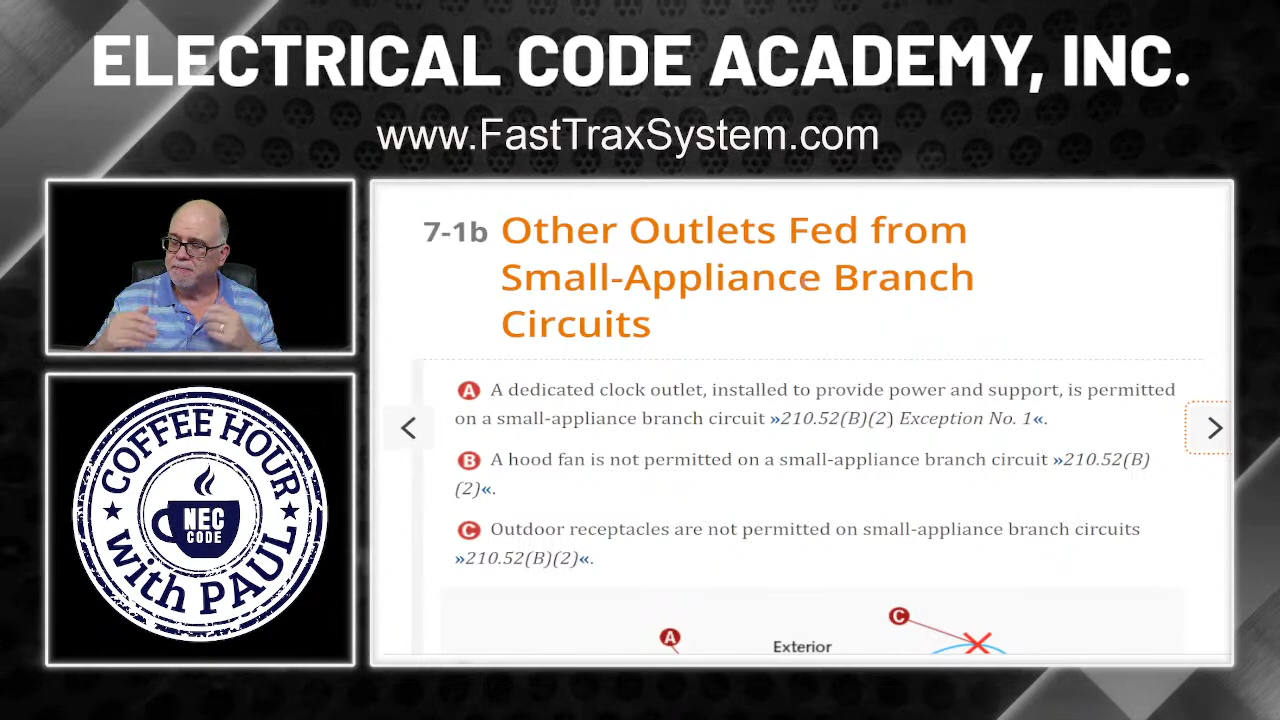 ELECTRICAL CODE ACADEMY, INC.
www.FastTraxSystem.com
7-1b Other Outlets Fed from
Small-Appliance Branch
Circuits
A A dedicated clock outlet, installed to provide power and support, is permitted
on a small-appliance branch circuit »210.52(B)(2) Exception No. 1«.
B A hood fan is not permitted on a small-appliance branch circuit »210.52(B)
(2)«.
C Outdoor receptacles are not permitted on small-appliance branch circuits
»210.52(B)(2)«.
C
A
Exterior
COFFEE HOUR
NEC
CODE
with PAUL